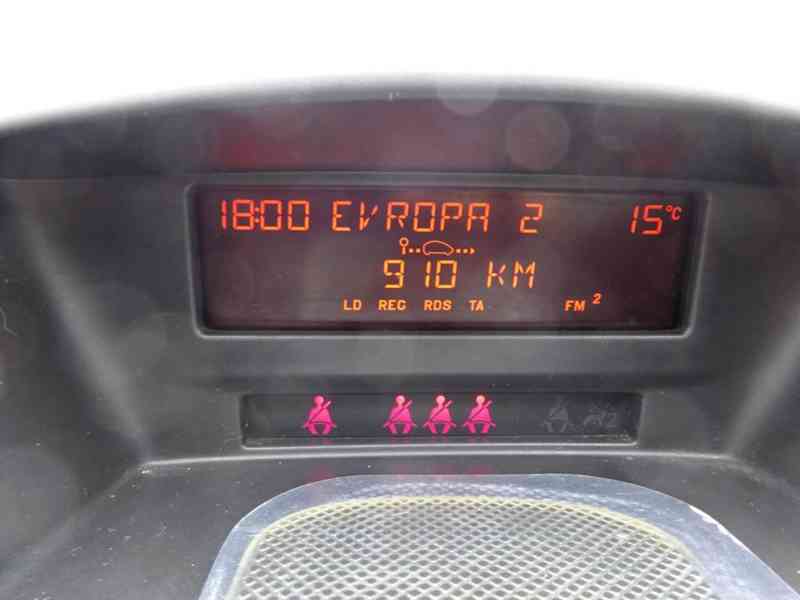 18:00 EVROPA 2 15°C
910 KM
LD REG RDS TA FM 2